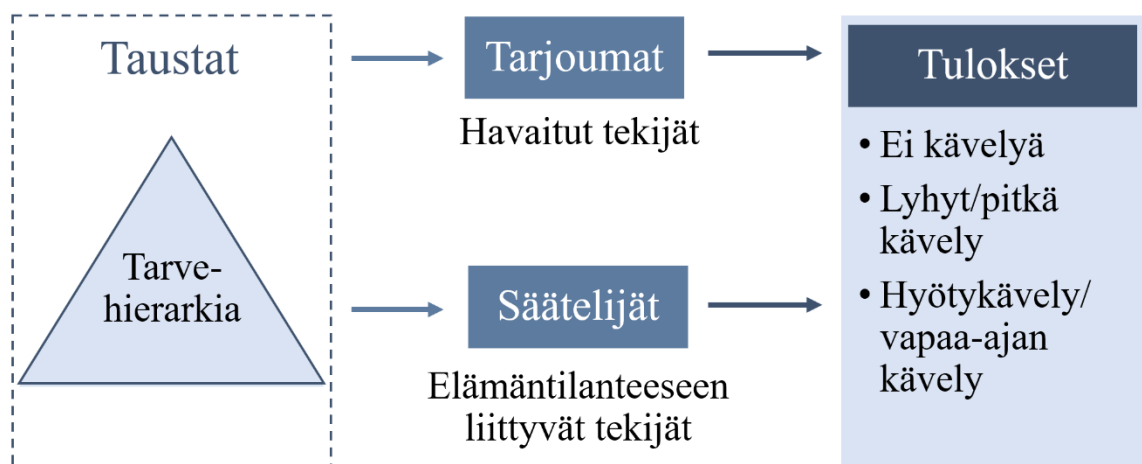 Taustat
Tarve-
hierarkia
Tarjoumat
Havaitut tekijät
Säätelijät
Elämäntilanteeseen
liittyvät tekijät
Tulokset
• Ei kävelyä
• Lyhyt/pitkä
kävely
• Hyötykävely/
vapaa-ajan
kävely